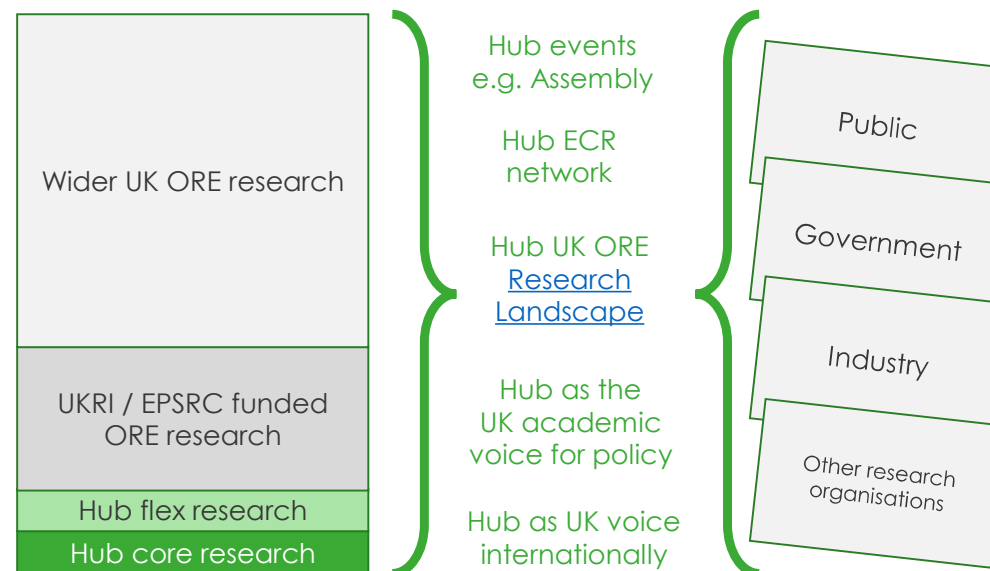 Wider UK ORE research
UKRI / EPSRC funded
ORE research
Hub flex research
Hub core research
Hub events
e.g. Assembly
Hub ECR
network
Hub UK ORE
Research
Landscape
Hub as the
UK academic
voice for policy
Hub as UK voice
internationally
Public
Government
Industry
Other research
organisations